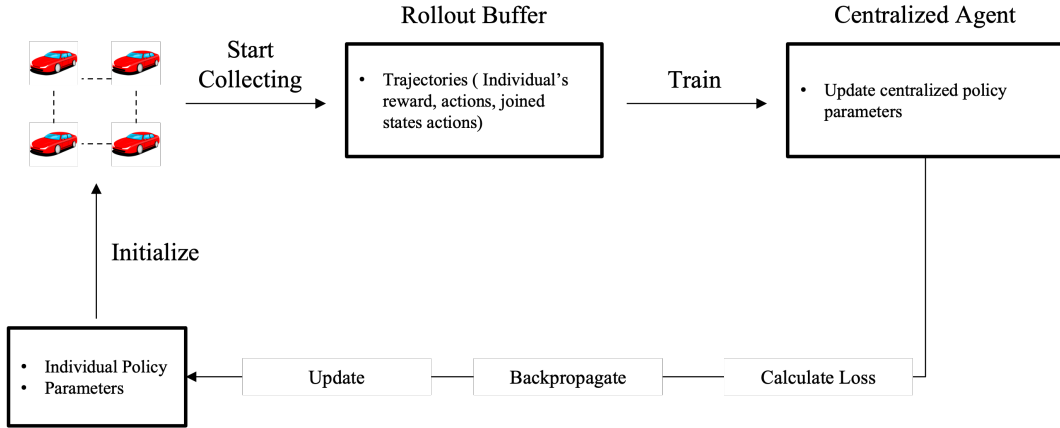 Rollout Buffer
Centralized Agent
Start
Collecting
• Trajectories ( Individual's
reward, actions, joined
states actions)
Train
• Update centralized policy
parameters
Initialize
• Individual Policy
• Parameters
Update
Backpropagate
Calculate Loss